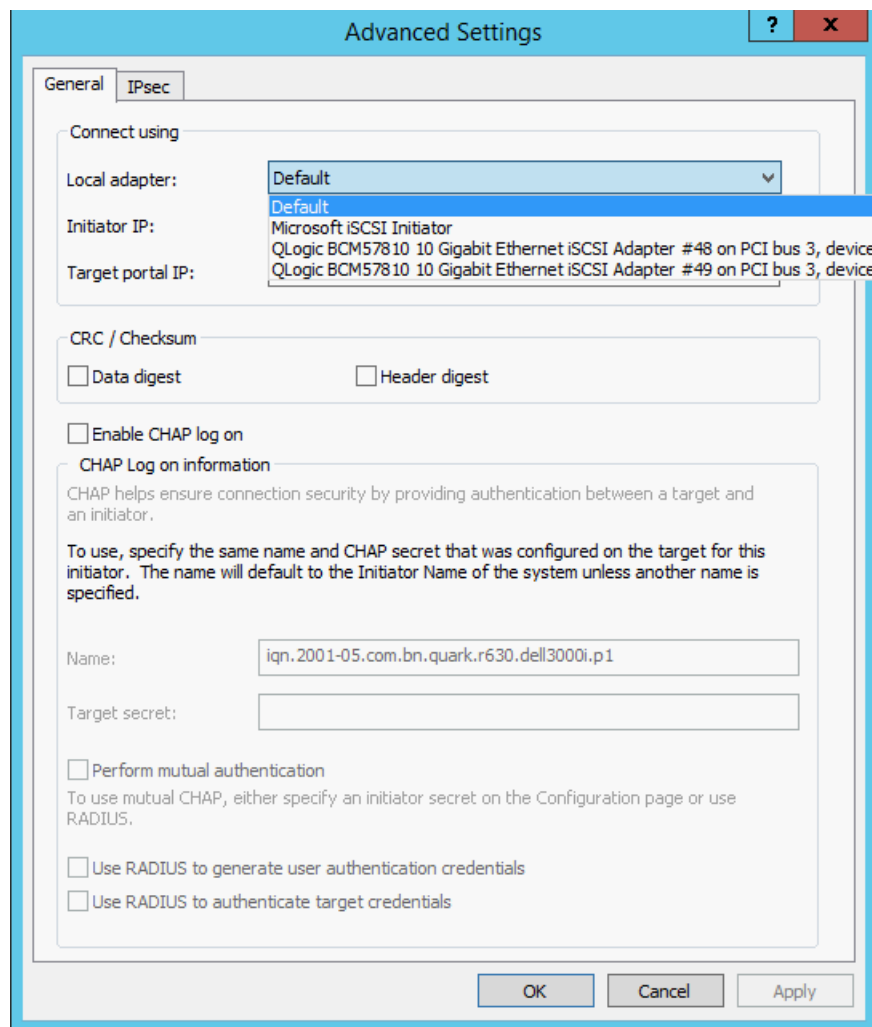 Advanced Settings
?
x
General
IPsec
Connect using
Local adapter:
Default
Default
Initiator IP:
Microsoft iSCSI Initiator
QLogic BCM57810 10 Gigabit Ethernet iSCSI Adapter #48 on PCI bus 3, device
Target portal IP:
QLogic BCM57810 10 Gigabit Ethernet iSCSI Adapter #49 on PCI bus 3, device
CRC / Checksum
Data digest
Header digest
Enable CHAP log on
CHAP Log on information
CHAP helps ensure connection security by providing authentication between a target and
an initiator.
To use, specify the same name and CHAP secret that was configured on the target for this
initiator. The name will default to the Initiator Name of the system unless another name is
specified.
Name:
iqn.2001-05.com.bn.quark.r630.dell3000i.p1
Target secret:
Perform mutual authentication
To use mutual CHAP, either specify an initiator secret on the Configuration page or use
RADIUS.
Use RADIUS to generate user authentication credentials
Use RADIUS to authenticate target credentials
OK
Cancel
Apply